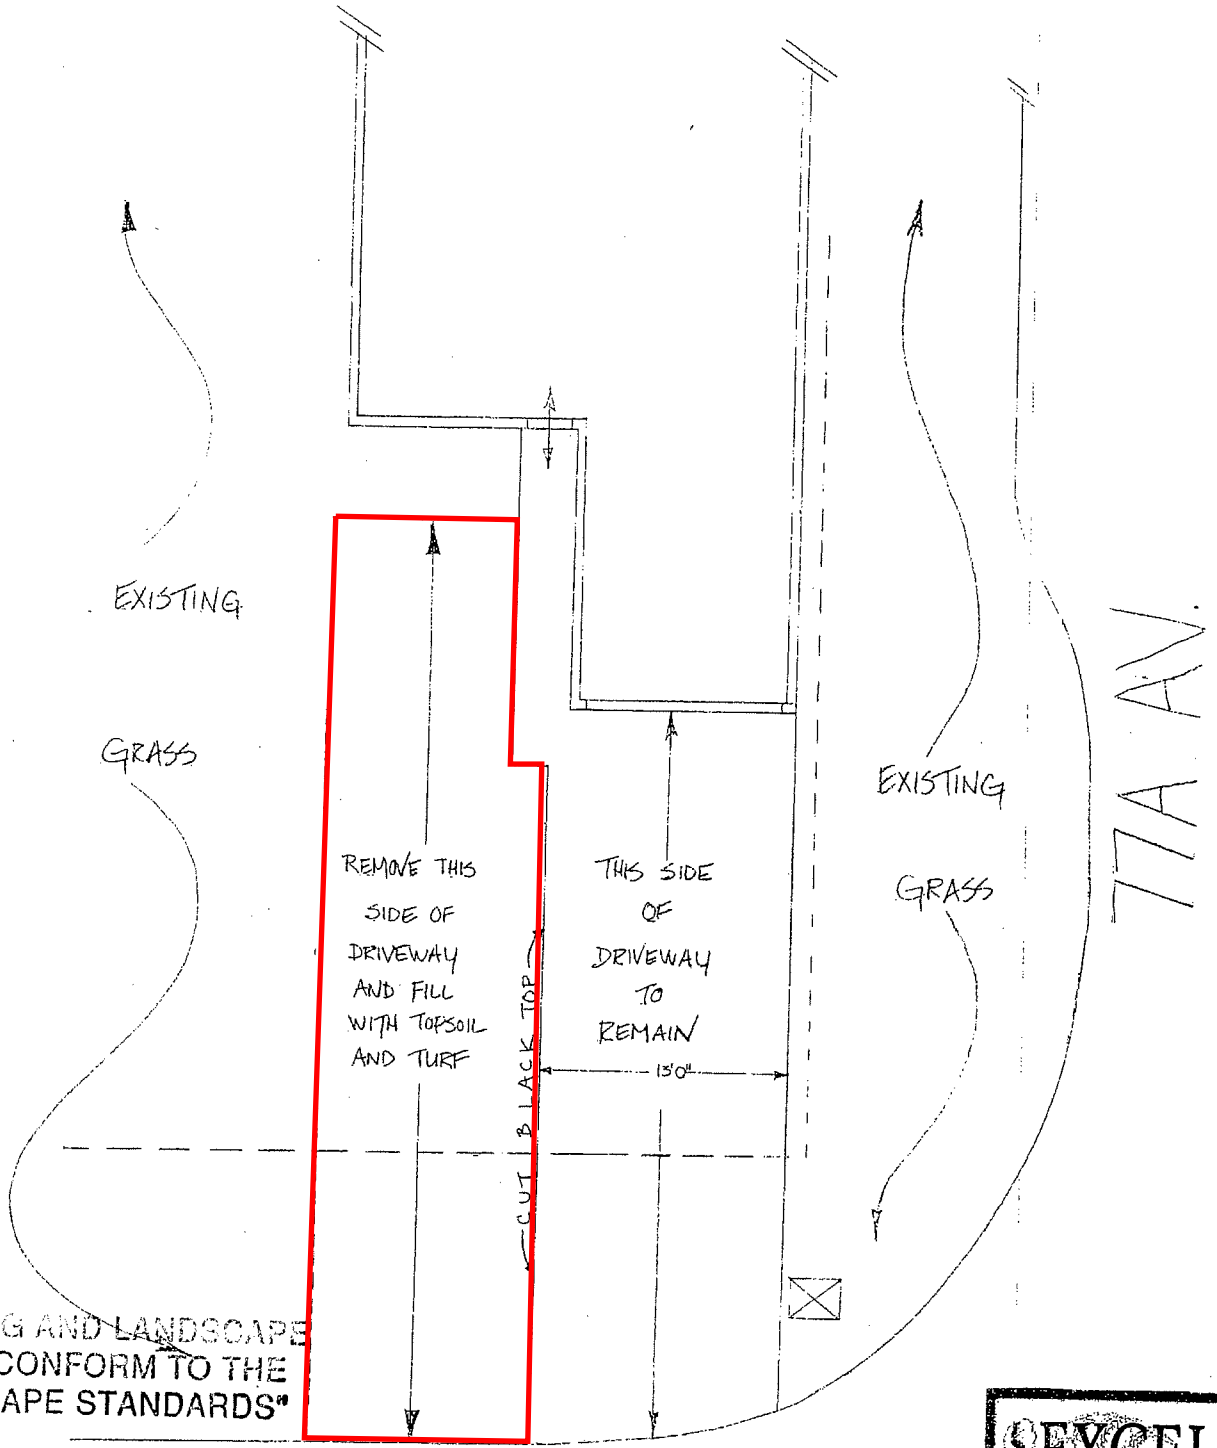 EXISTING
GRASS
REMOVE THIS
SIDE OF
DRIVEWAY
AND FILL
WITH TOPSOIL
AND TURF
CUT BLACK TOP
THIS SIDE
OF
DRIVEWAY
TO
REMAIN
13'0"
EXISTING
GRASS
77A AV.
G AND LANDSCAPE
CONFORM TO THE
APE STANDARDS"